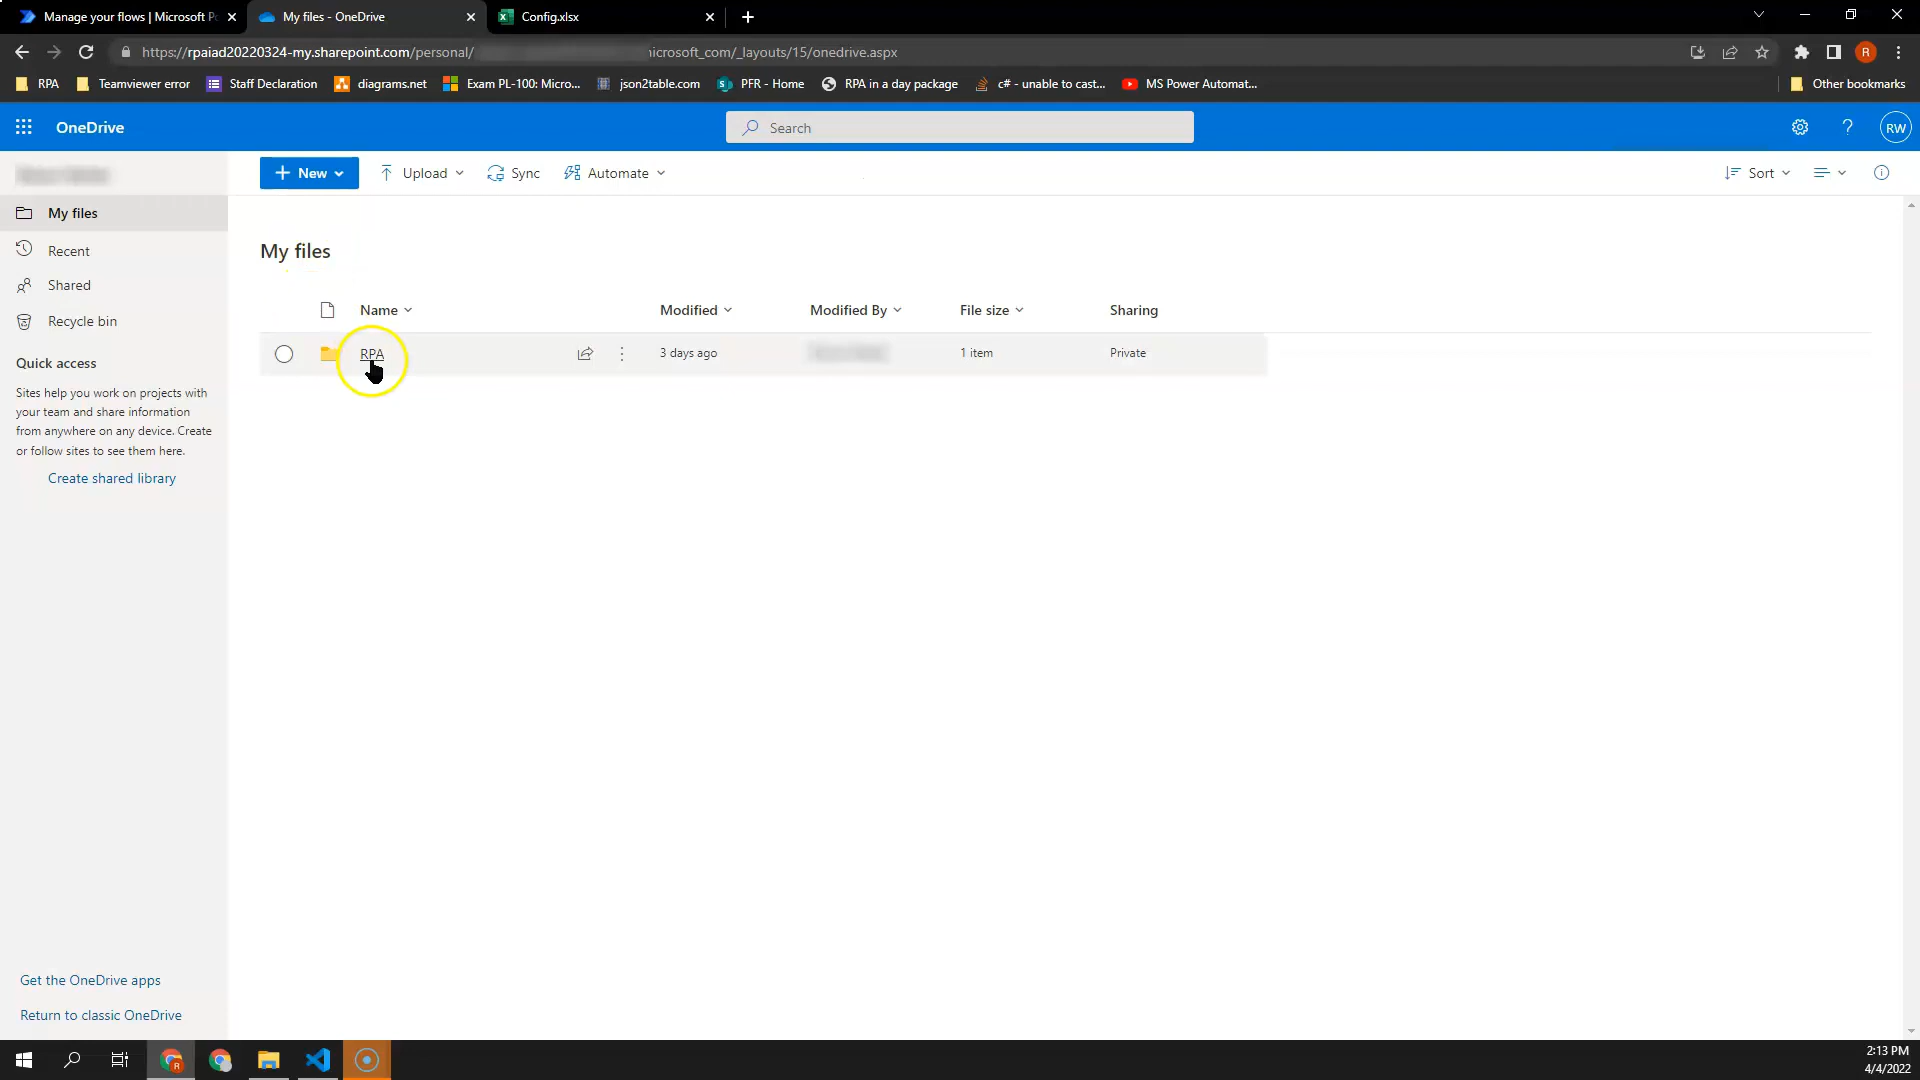 Manage your flows | Microsoft Po
My files - OneDrive
Config.xlsx
https://rpaiad20220324-my.sharepoint.com/personal/ icrosoft_com/_layouts/15/onedrive.aspx
R
RPA
Teamviewer error
Staff Declaration
diagrams.net
Exam PL-100: Micro...
json2table.com
PFR - Home
RPA in a day package
c# - unable to cast...
MS Power Automat...
Other bookmarks
OneDrive
Search
RW
New
Upload
Sync
Automate
Sort
My files
Recent
Shared
Recycle bin
Quick access
Sites help you work on projects with
your team and share information
from anywhere on any device. Create
or follow sites to see them here.
Create shared library
Get the OneDrive apps
Return to classic OneDrive
My files
Name
Modified
Modified By
File size
Sharing
RPA
3 days ago
1 item
Private
2:13 PM
4/4/2022